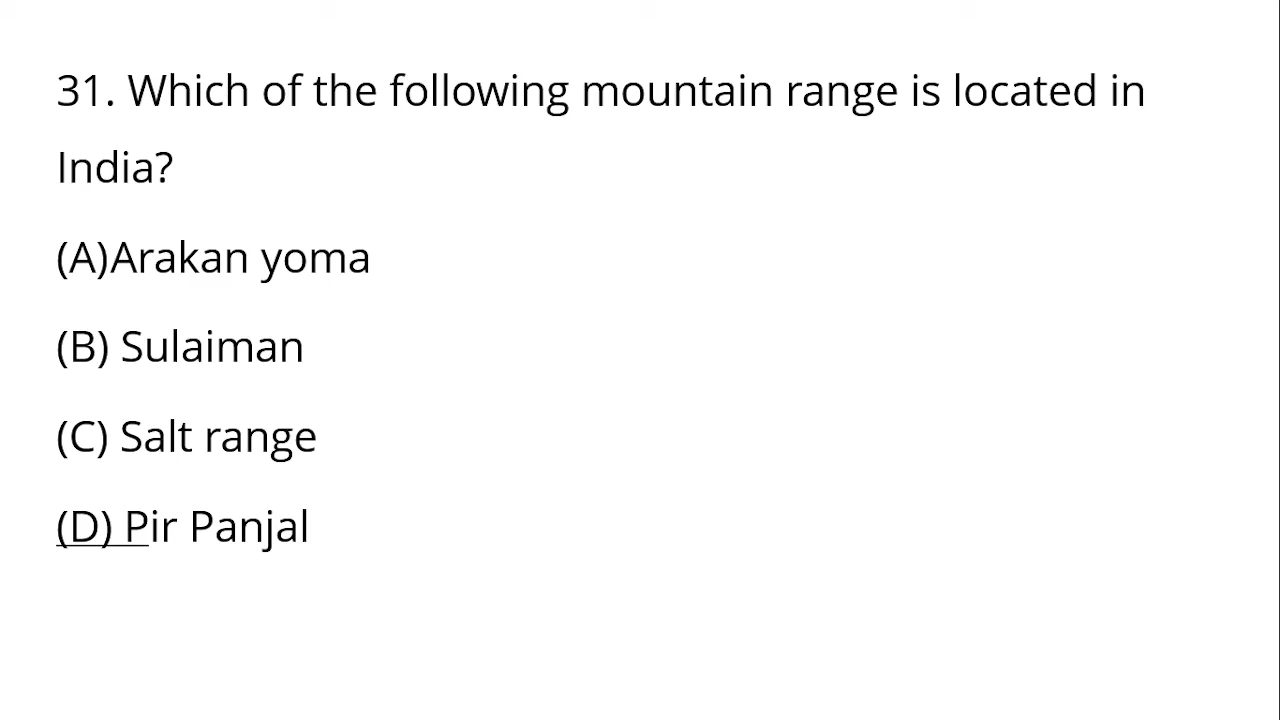 31. Which of the following mountain range is located in
India?
(A)Arakan yoma
(B) Sulaiman
(C) Salt range
(D) Pir Panjal